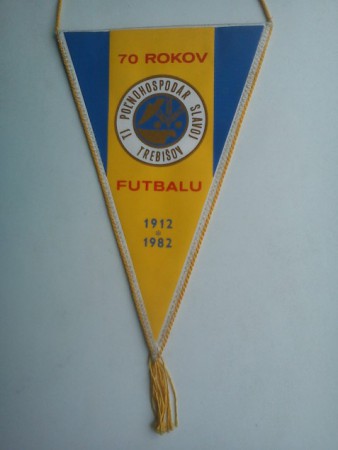 70 ROKOV
TJ POĽNOHOSPODÁR SLAVOJ
TREBIŠOV
FUTBALU
1912
1982